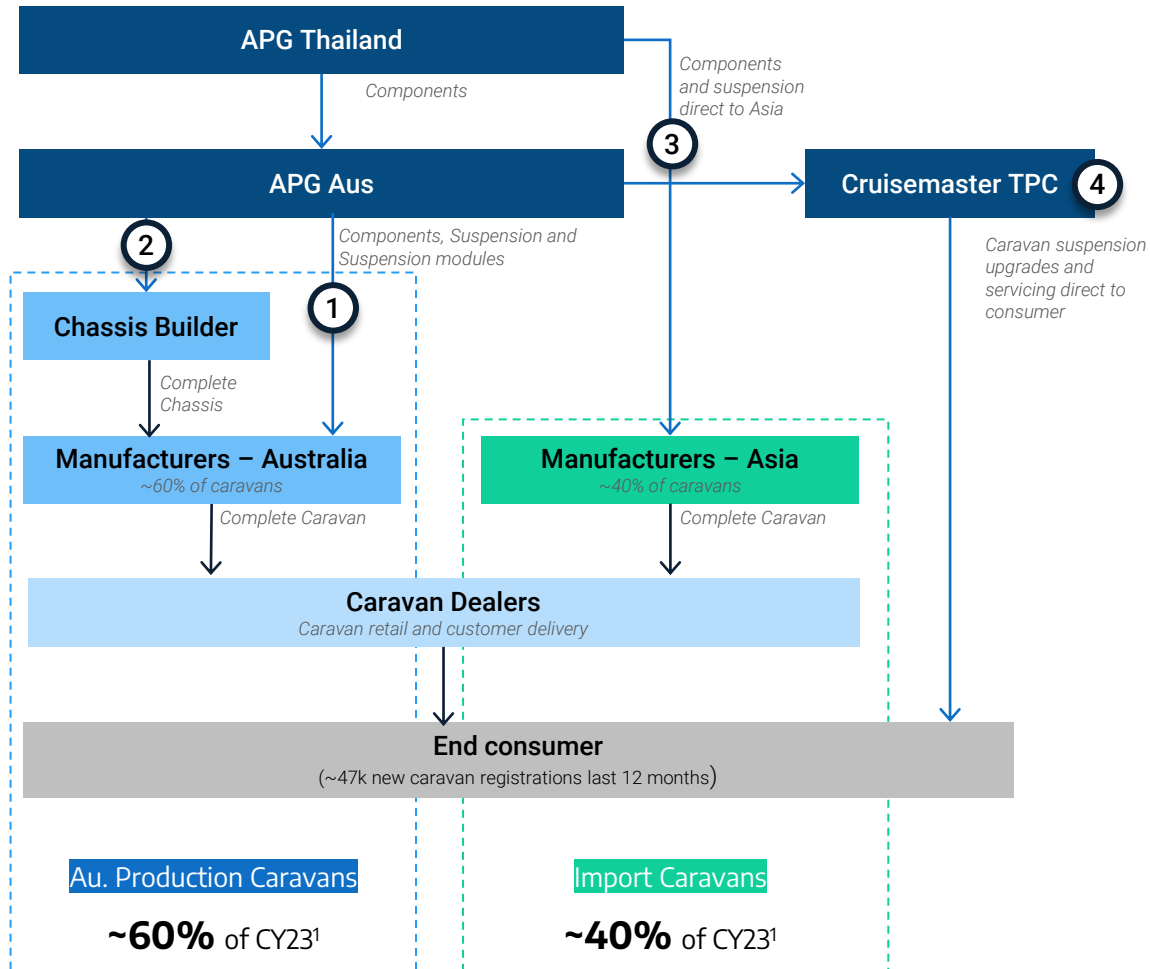 APG Thailand
Components
Components
and suspension
direct to Asia
3
APG Aus
Cruisemaster TPC
4
2
Components, Suspension and
Suspension modules
Caravan suspension
upgrades and
servicing direct to
consumer
1
Chassis Builder
Complete
Chassis
Manufacturers – Australia
~60% of caravans
Manufacturers – Asia
~40% of caravans
Complete Caravan
Complete Caravan
Caravan Dealers
Caravan retail and customer delivery
End consumer
(~47k new caravan registrations last 12 months)
Au. Production Caravans
Import Caravans
~60% of CY23¹
~40% of CY23¹